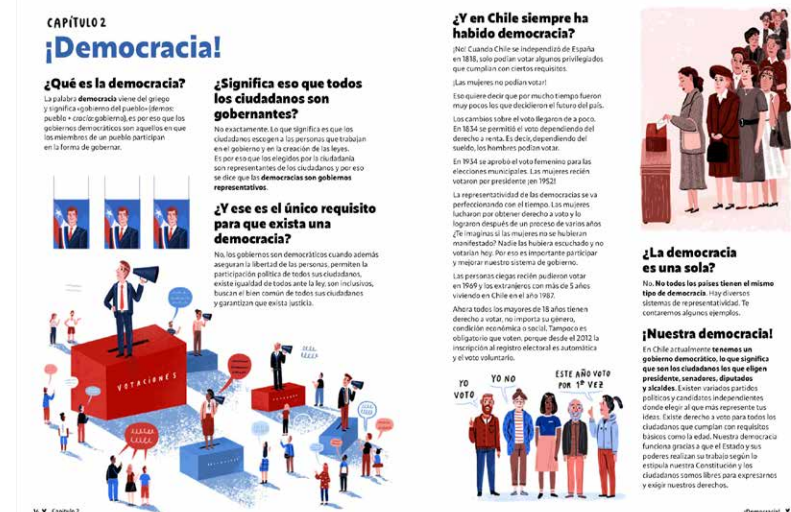 CAPÍTULO 2
¡Democracia!
¿Qué es la democracia?
La palabra democracia viene del griego
y significa «gobierno del pueblo» (demos:
pueblo + cracia: gobierno), es por eso que los
gobiernos democráticos son aquellos en que
los miembros de un pueblo participan
en la forma de gobernar.
¿Significa eso que todos
los ciudadanos son
gobernantes?
No exactamente. Lo que significa es que los
ciudadanos escogen a las personas que trabajan
en el gobierno y en la creación de las leyes.
Es por eso que los elegidos por la ciudadanía
son representantes de los ciudadanos y por eso
se dice que las democracias son gobiernos
representativos.
¿Y ese es el único requisito
para que exista una
democracia?
No, los gobiernos son democráticos cuando además
aseguran la libertad de las personas, permiten la
participación política de todos sus ciudadanos,
existe igualdad de todos ante la ley, son inclusivos,
buscan el bien común de todos sus ciudadanos
y garantizan que exista justicia.
VOTACIONES
16 Capítulo 2
¿Y en Chile siempre ha
habido democracia?
¡No! Cuando Chile se independizó de España
en 1818, solo podían votar algunos privilegiados
que cumplían con ciertos requisitos.
¡Las mujeres no podían votar!
Eso quiere decir que por mucho tiempo fueron
muy pocos los que decidieron el futuro del país.
Los cambios sobre el voto llegaron de a poco.
En 1834 se permitió el voto dependiendo del
derecho a renta. Es decir, dependiendo del
sueldo, los hombres podían votar.
En 1934 se aprobó el voto femenino para las
elecciones municipales. Las mujeres recién
votaron por presidente ¡en 1952!
La representatividad de las democracias se va
perfeccionando con el tiempo. Las mujeres
lucharon por obtener derecho a voto y lo
lograron después de un proceso de varios años
¿Te imaginas si las mujeres no se hubieran
manifestado? Nadie las hubiera escuchado y no
votarían hoy. Por eso es importante participar
y mejorar nuestro sistema de gobierno.
Las personas ciegas recién pudieron votar
en 1969 y los extranjeros con más de 5 años
viviendo en Chile en el año 1987.
Ahora todos los mayores de 18 años tienen
derecho a votar, no importa su género,
condición económica o social. Tampoco es
obligatorio que voten, porque desde el 2012 la
inscripción al registro electoral es automática
y el voto voluntario.
YO
VOTO
YO NO
ESTE AÑO VOTO
POR 1ª VEZ
¿La democracia
es una sola?
No. No todos los países tienen el mismo
tipo de democracia. Hay diversos
sistemas de representatividad. Te
contaremos algunos ejemplos.
¡Nuestra democracia!
En Chile actualmente tenemos un
gobierno democrático, lo que significa
que son los ciudadanos los que eligen
presidente, senadores, diputados
y alcaldes. Existen variados partidos
políticos y candidatos independientes
donde elegir al que más represente tus
ideas. Existe derecho a voto para todos los
ciudadanos que cumplan con requisitos
básicos como la edad. Nuestra democracia
funciona gracias a que el Estado y sus
poderes realizan su trabajo según lo
estipula nuestra Constitución y los
ciudadanos somos libres para expresarnos
y exigir nuestros derechos.
¡Democracia!